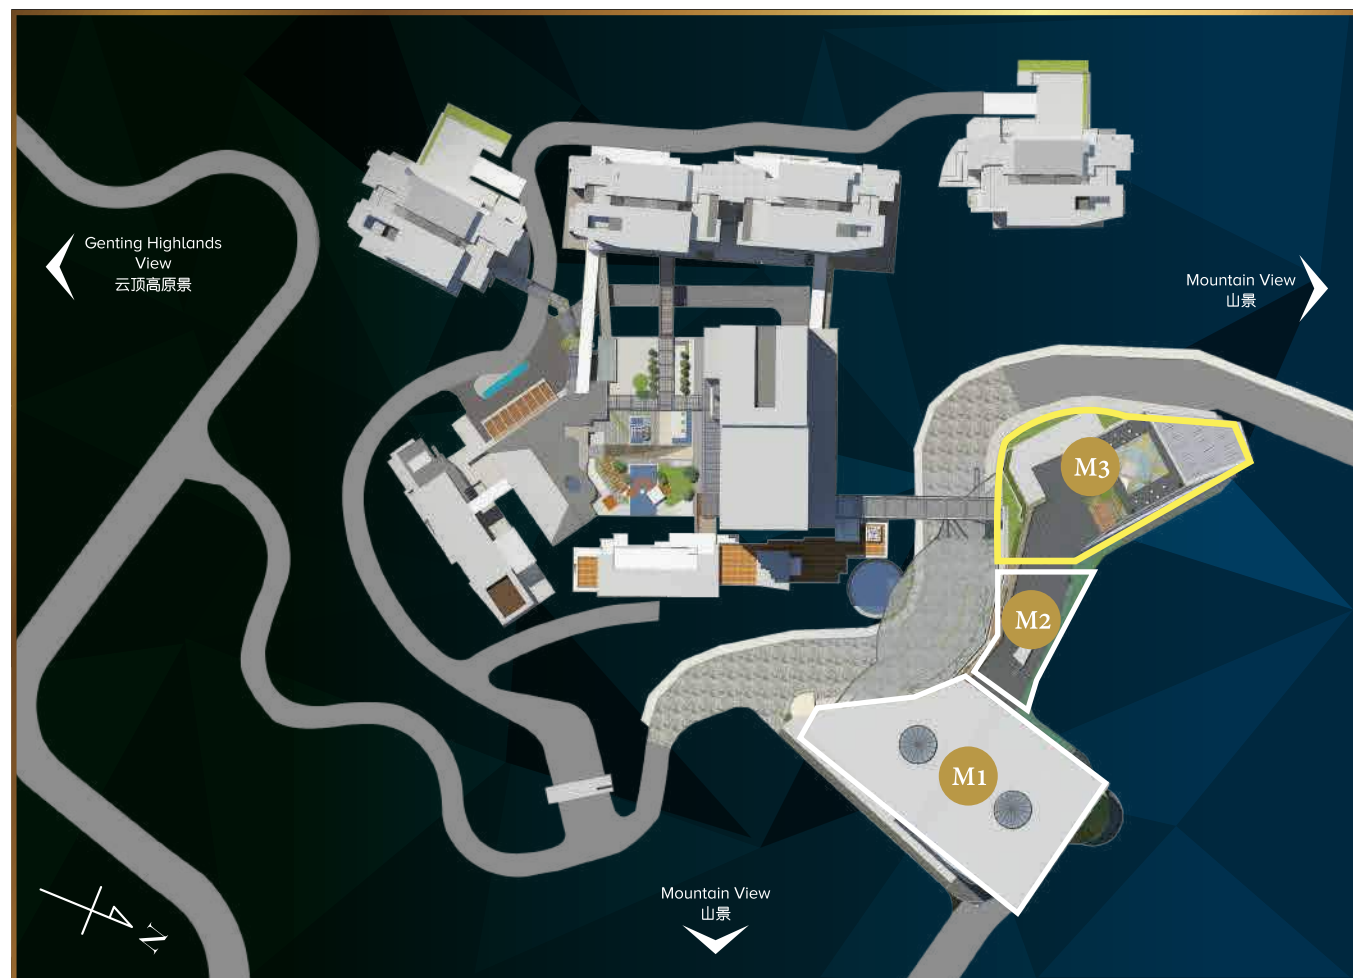 Genting Highlands
View
云顶高原景
Mountain View
山景
M3
M2
M1
Mountain View
山景
N